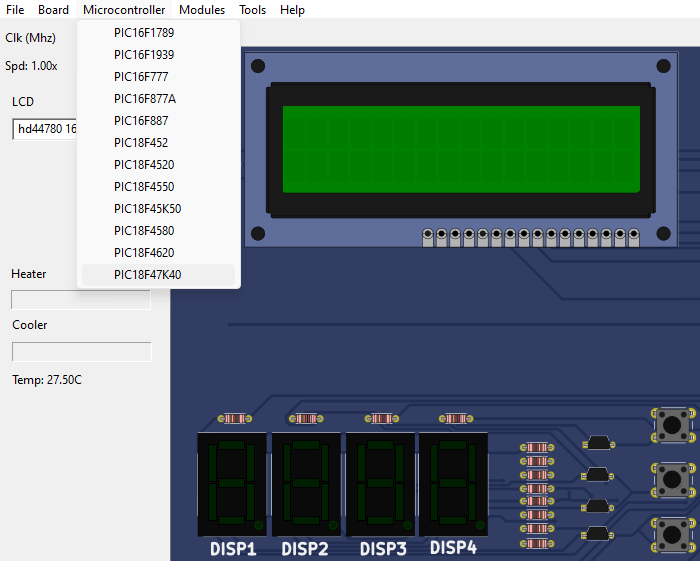 File Board Microcontroller Modules Tools Help
Clk (Mhz)
Spd: 1.00x
LCD
hd44780 16
PIC16F1789
PIC16F1939
PIC16F777
PIC16F877A
PIC16F887
PIC18F452
PIC18F4520
PIC18F4550
PIC18F45K50
PIC18F4580
PIC18F4620
PIC18F47K40
Heater
Cooler
Temp: 27.50C
DISP1 DISP2 DISP3 DISP4